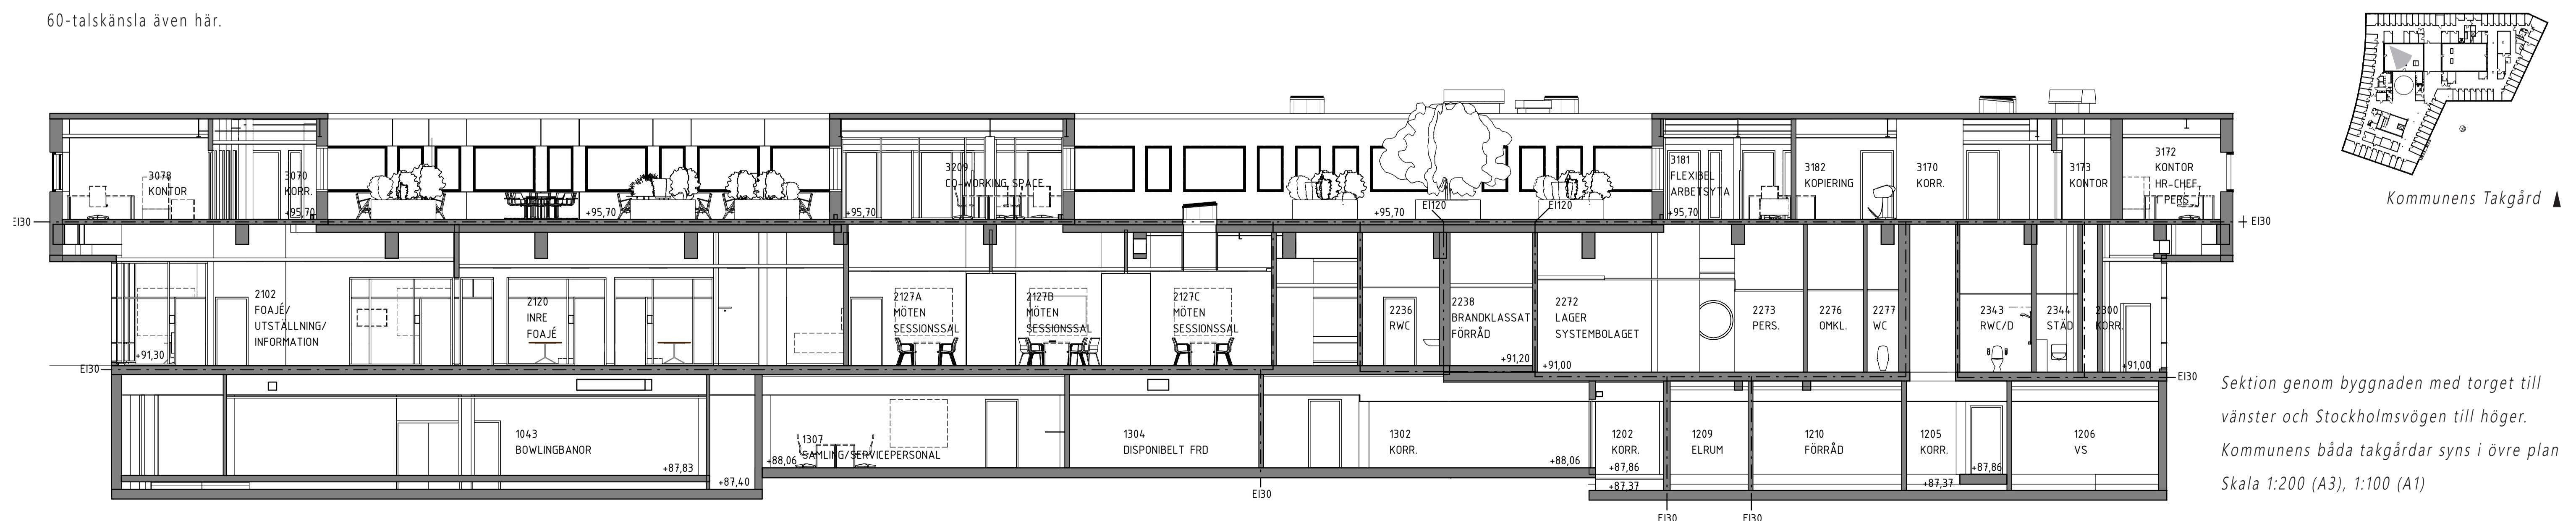 60-talskänsla även här.
3078
KONTOR
3070
KORR.
+95,70
+95,70
+95,70
3209
CO-WORKING SPACE
+95,70
EI120
EI120
+95,70
3181
FLEXIBEL
ARBETSYTA
3182
KOPIERING
3170
KORR.
3173
KONTOR
3172
KONTOR
HR-CHEF
1 PERS.
EI30
EI30
Kommunens Takgård
2102
FOAJÉ/
UTSTÄLLNING/
INFORMATION
+91,30
2120
INRE
FOAJÉ
2127A
MÖTEN
SESSIONSSAL
2127B
MÖTEN
SESSIONSSAL
2127C
MÖTEN
SESSIONSSAL
2236
RWC
2238
BRANDKLASSAT
FÖRRÅD
+91,20
2272
LAGER
SYSTEMBOLAGET
+91,00
2273
PERS.
2276
OMKL.
2277
WC
2343
RWC/D
2344
STÄD
2300
KORR.
+91,00
EI30
EI30
1043
BOWLINGBANOR
+87,83
+87,40
1307
SAMLING/SERVICEPERSONAL
+88,06
1304
DISPONIBELT FRD
1302
KORR.
+88,06
1202
KORR.
+87,86
+87,37
1209
ELRUM
1210
FÖRRÅD
1205
KORR.
+87,86
+87,37
1206
VS
EI30
EI30
EI30
Sektion genom byggnaden med torget till
vänster och Stockholmsvögen till höger.
Kommunens båda takgårdar syns i övre plan
Skala 1:200 (A3), 1:100 (A1)